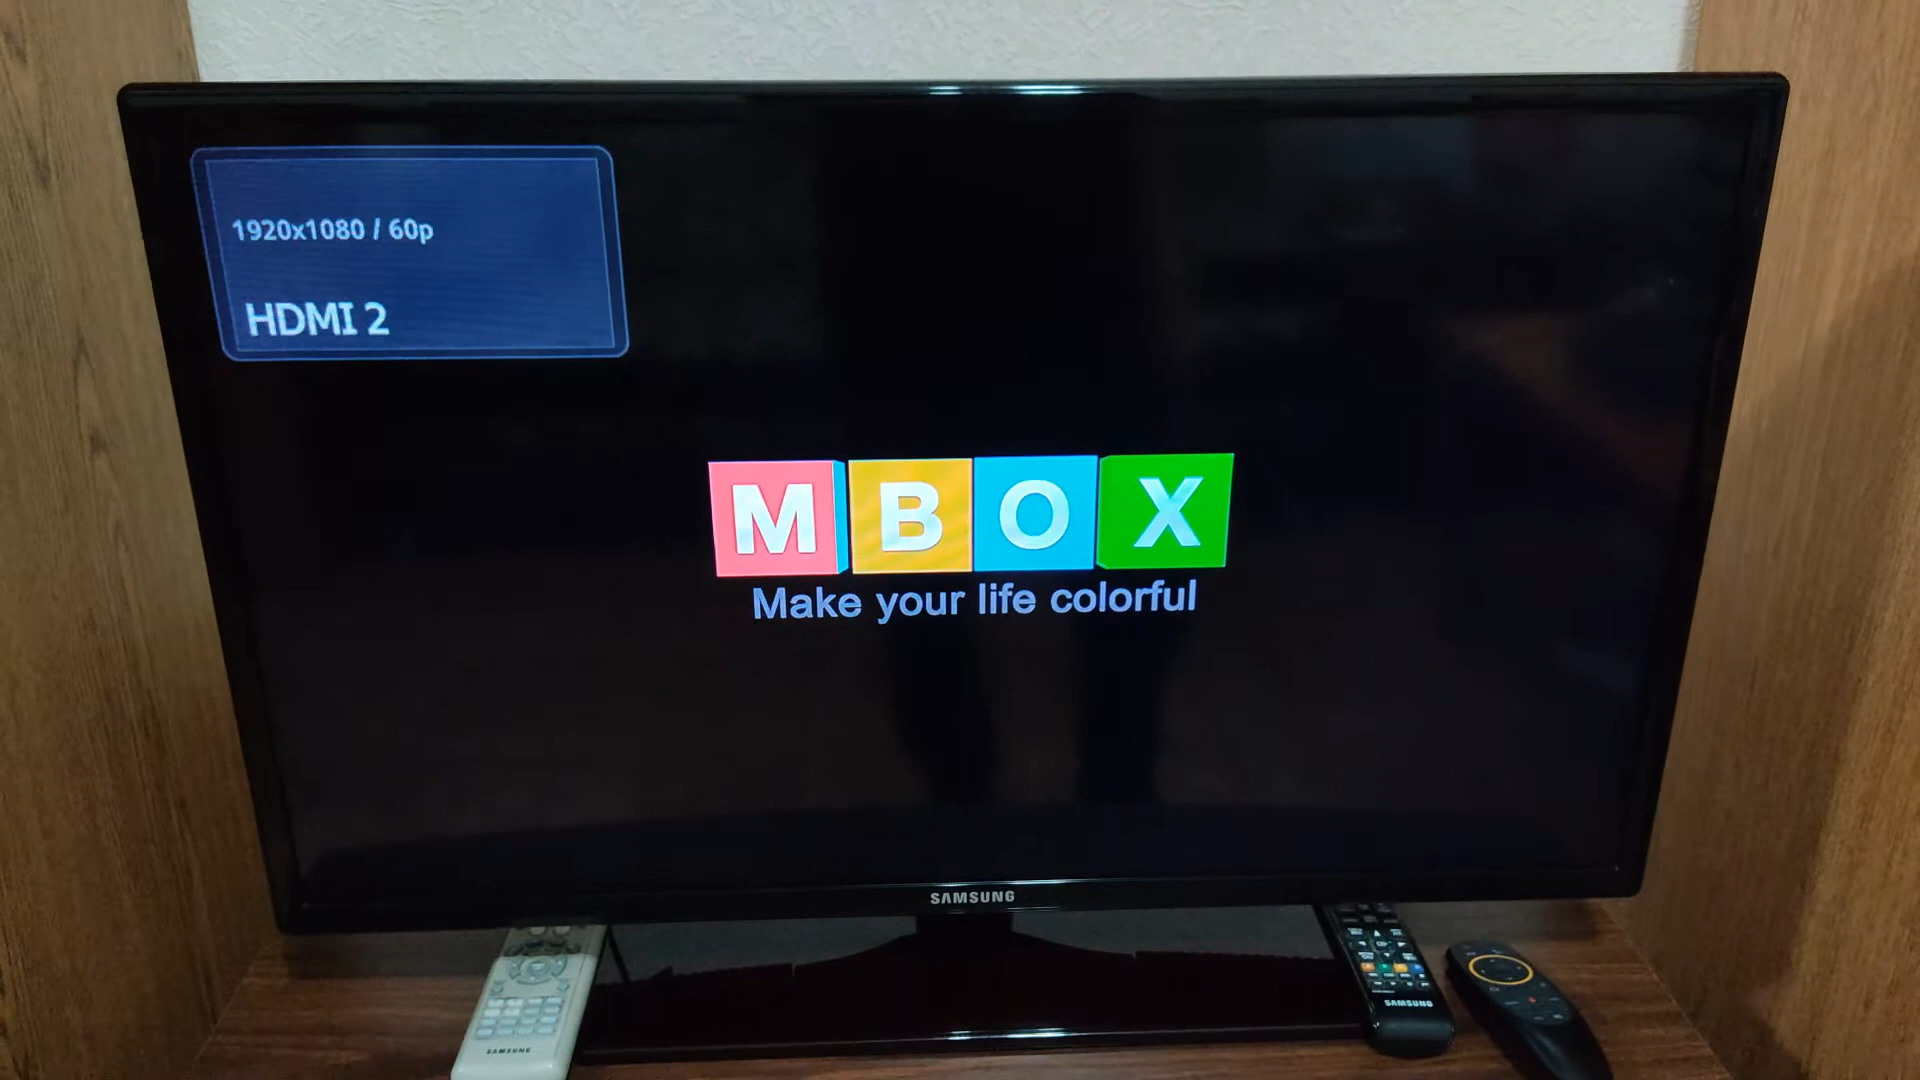 1920x1080 / 60p
HDMI 2
MBOX
Make your life colorful
SAMSUNG
SAMSUNG
SAMSUNG